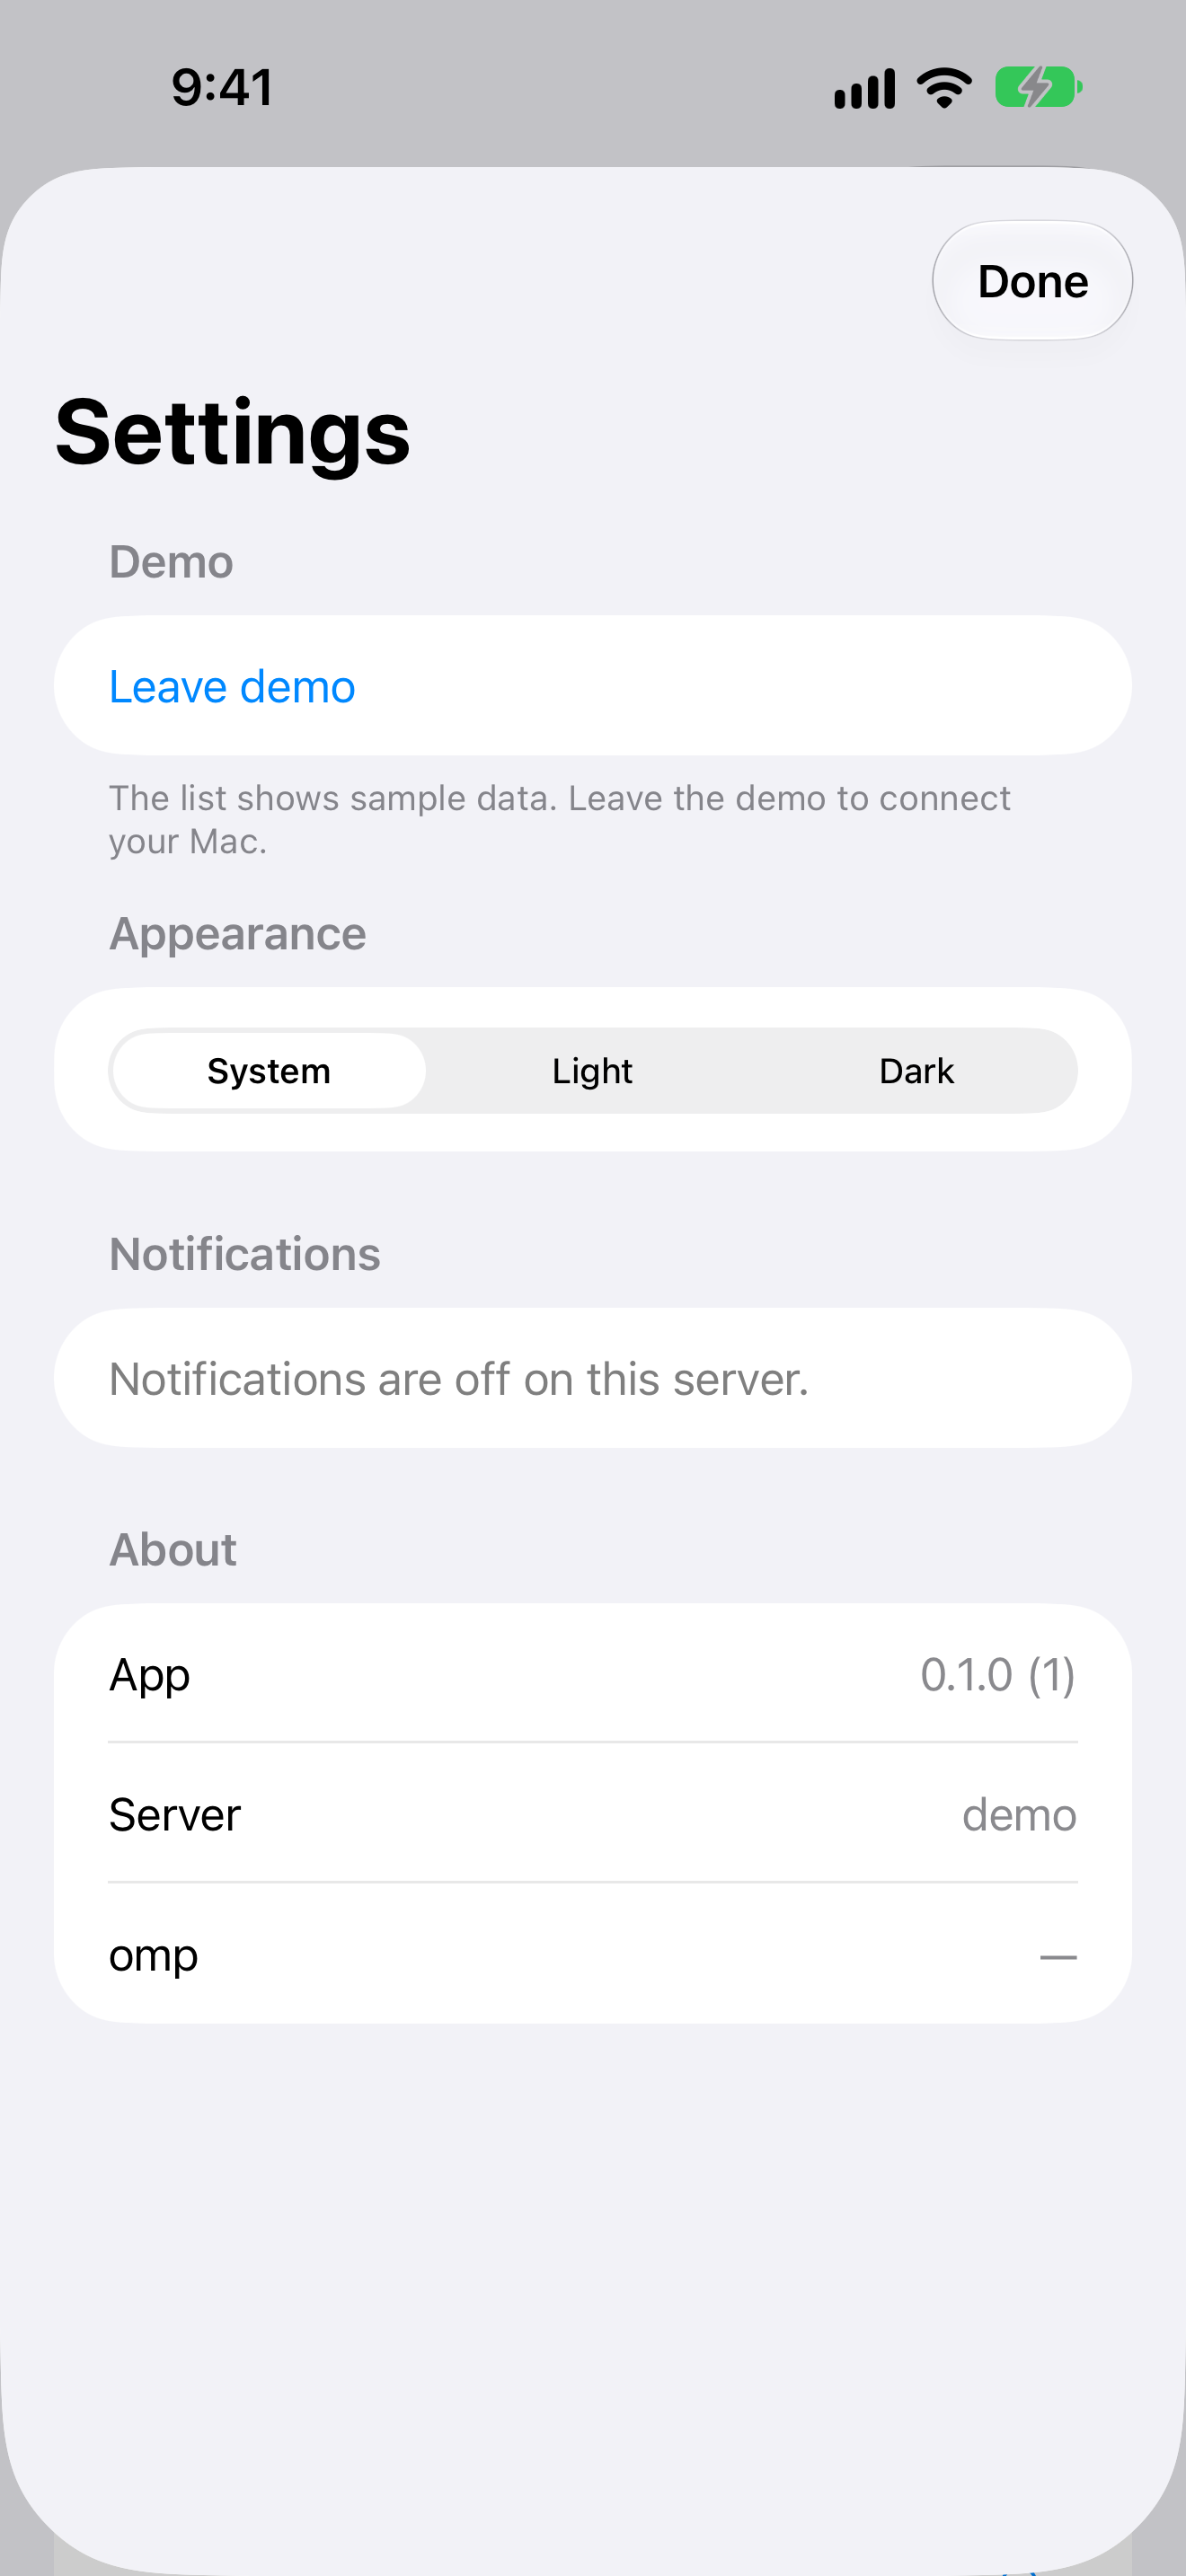 9:41
Done
Settings
Demo
Leave demo
The list shows sample data. Leave the demo to connect
your Mac.
Appearance
System Light Dark
Notifications
Notifications are off on this server.
About
App 0.1.0 (1)
Server demo
omp —